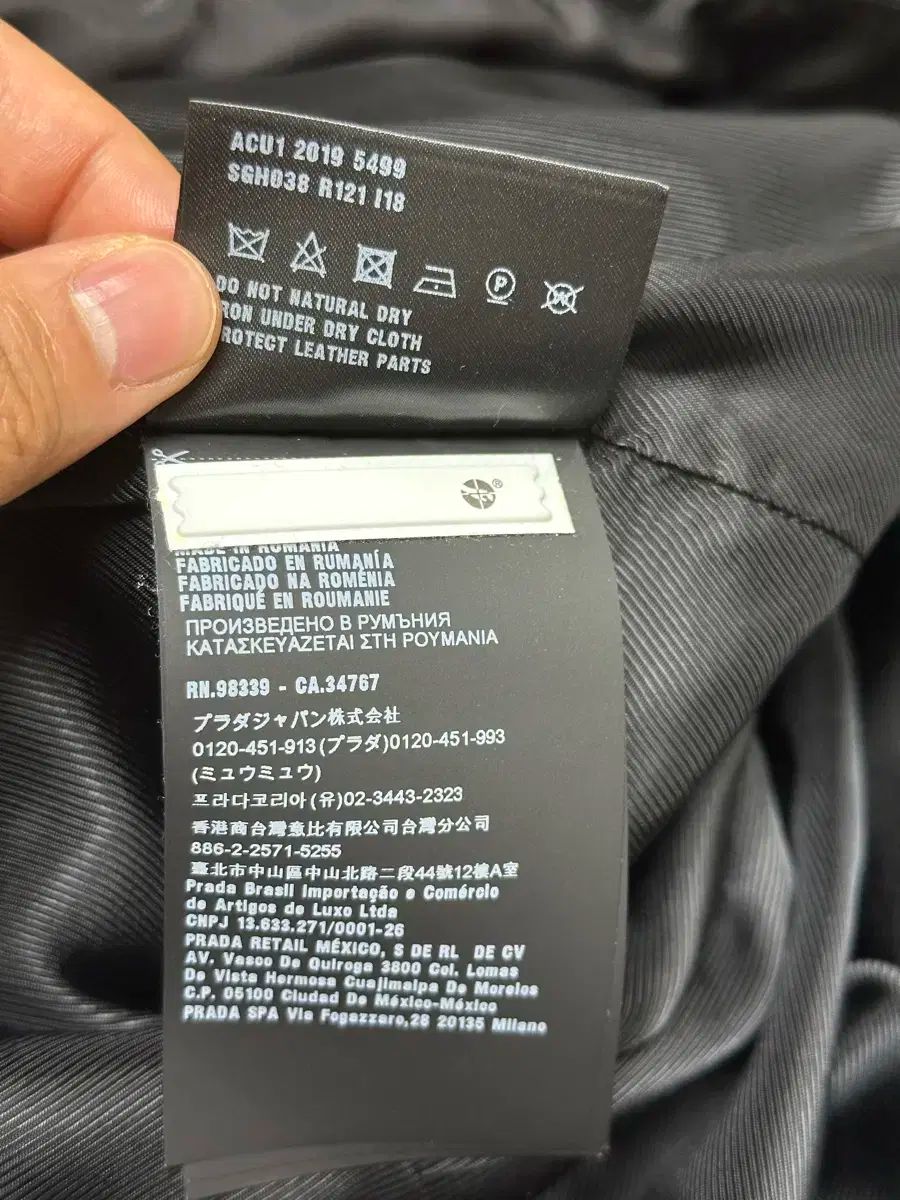 ACU1 2019 5499
SGH038 R121 I18
P
DO NOT NATURAL DRY
IRON UNDER DRY CLOTH
PROTECT LEATHER PARTS
®
MADE IN ROMANIA
FABRICADO EN RUMANÍA
FABRICADO NA ROMÉNIA
FABRIQUÉ EN ROUMANIE
ПРОИЗВЕДЕНО В РУМЪНИЯ
ΚΑΤΑΣΚΕΥΑΖΕΤΑΙ ΣΤΗ ΡΟΥΜΑΝΙΑ
RN.98339 - CA.34767
プラダジャパン株式会社
0120-451-913(プラダ)0120-451-993
(ミュウミュウ)
프라다코리아(유)02-3443-2323
香港商台灣意比有限公司台灣分公司
886-2-2571-5255
臺北市中山區中山北路二段44號12樓A室
Prada Brasil Importação e Comércio
de Artigos de Luxo Ltda
CNPJ 13.633.271/0001-26
PRADA RETAIL MÉXICO, S DE RL DE CV
AV. Vasco De Quiroga 3800 Col. Lomas
De Vista Hermosa Cuajimalpa De Morelos
C.P. 05100 Ciudad De México-México
PRADA SPA Via Fogazzaro,28 20135 Milano